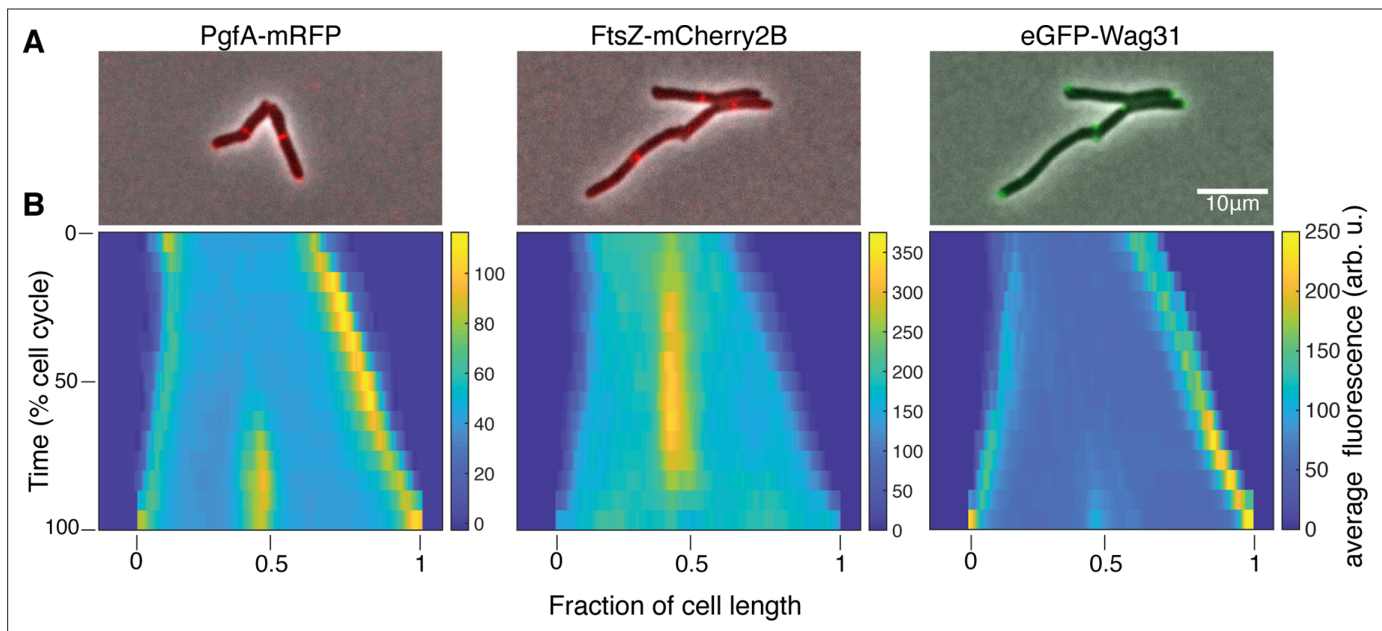 A
PgfA-mRFP
FtsZ-mCherry2B
eGFP-Wag31
10µm
B
Time (% cell cycle)
0
50
100
100
80
60
40
20
0
350
300
250
200
150
100
50
0
250
200
150
100
50
0
average fluorescence (arb. u.)
0 0.5 1
0 0.5 1
0 0.5 1
Fraction of cell length